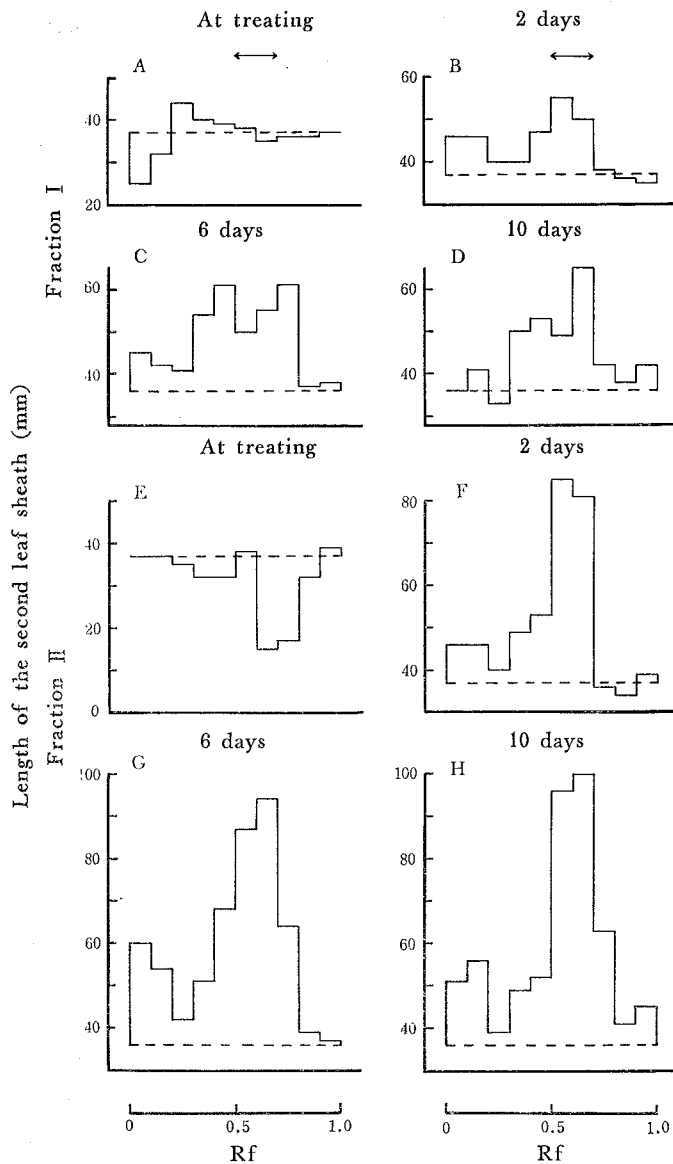 At treating
2 days
A
B
40
20
60
40
Fraction I
6 days
10 days
C
D
60
40
60
40
Length of the second leaf sheath (mm)
At treating
2 days
E
F
40
20
0
80
60
40
Fraction II
6 days
10 days
G
H
100
80
60
40
100
80
60
40
0
0.5
1.0
0
0.5
1.0
Rf
Rf